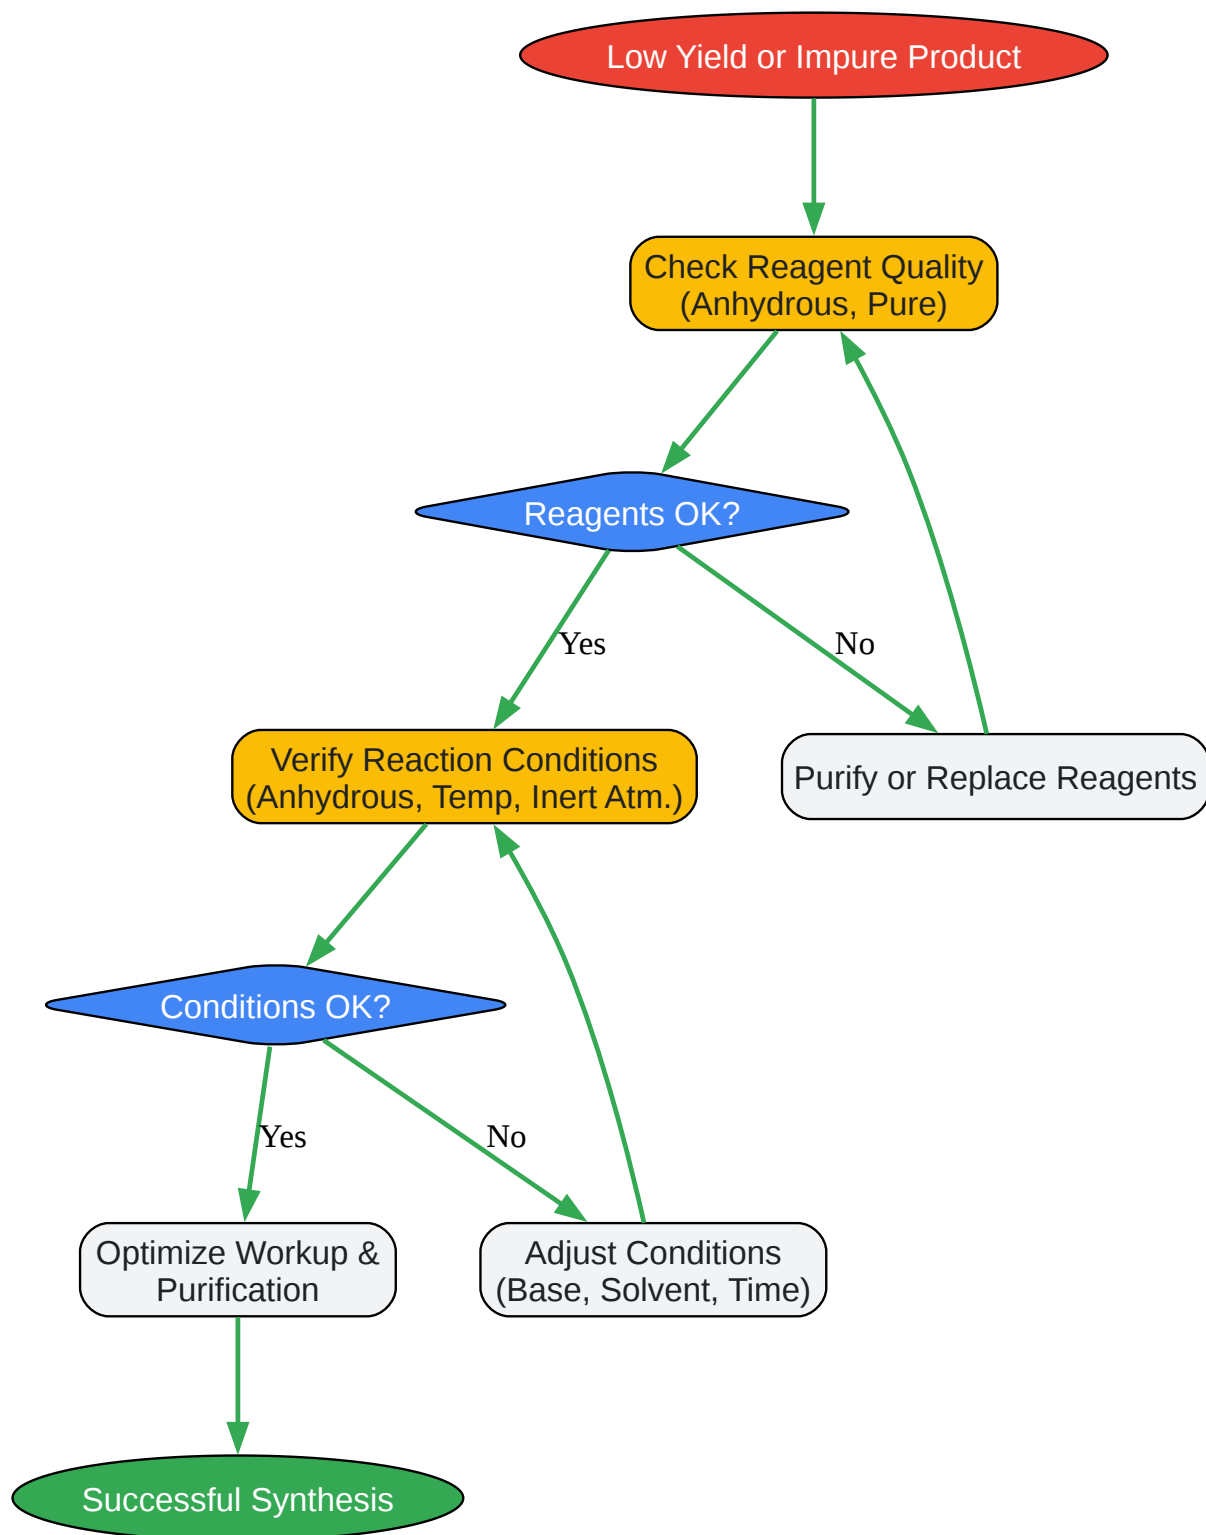 Low Yield or Impure Product
Check Reagent Quality
(Anhydrous, Pure)
Reagents OK?
Yes
No
Verify Reaction Conditions
(Anhydrous, Temp, Inert Atm.)
Purify or Replace Reagents
Conditions OK?
Yes
No
Optimize Workup &
Purification
Adjust Conditions
(Base, Solvent, Time)
Successful Synthesis